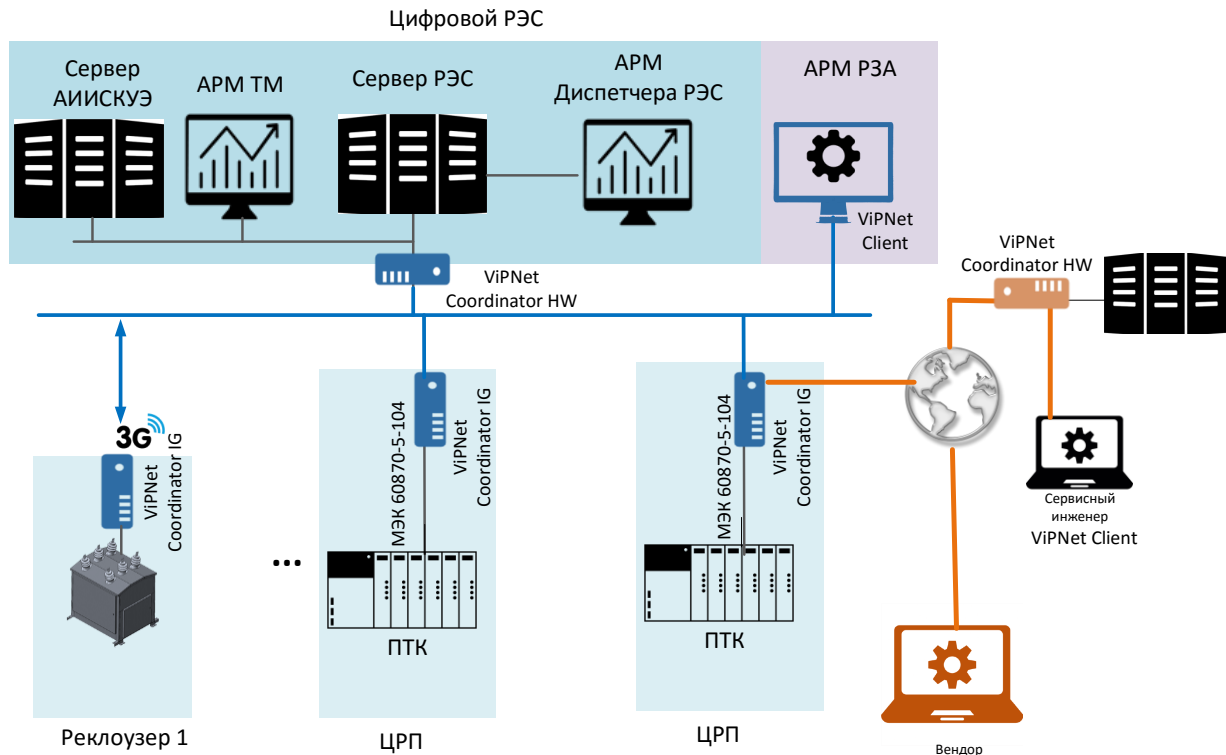 Цифровой РЭС
Сервер
АИИСКУЭ
АРМ ТМ
Сервер РЭС
АРМ
Диспетчера РЭС
АРМ РЗА
ViPNet
Client
ViPNet
Coordinator HW
ViPNet
Coordinator HW
3G
ViPNet
Coordinator IG
МЭК 60870-5-104
ViPNet
Coordinator IG
МЭК 60870-5-104
ViPNet
Coordinator IG
Сервисный
инженер
ViPNet Client
...
ПТК
ПТК
Реклоузер 1
ЦРП
ЦРП
Вендор